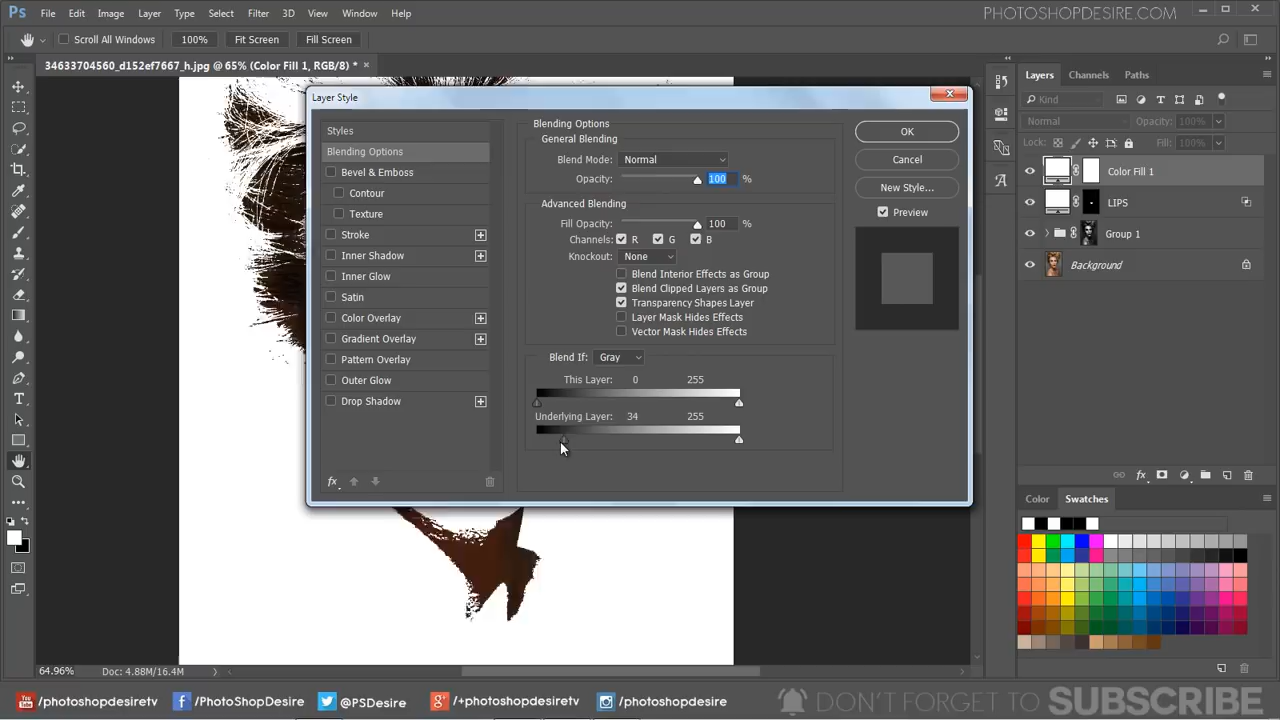 Ps File Edit Image Layer Type Select Filter 3D View Window Help
PHOTOSHOPDESIRE.COM
Scroll All Windows 100% Fit Screen Fill Screen
34633704560_d152ef7667_h.jpg @ 65% (Color Fill 1, RGB/8) * ×
Layers Channels Paths
Kind
Normal Opacity: 100%
Lock: Fill: 100%
Color Fill 1
LIPS
Group 1
Background
Color Swatches
Layer Style
Styles
Blending Options
Bevel & Emboss
Contour
Texture
Stroke
Inner Shadow
Inner Glow
Satin
Color Overlay
Gradient Overlay
Pattern Overlay
Outer Glow
Drop Shadow
fx
Blending Options
General Blending
Blend Mode: Normal
Opacity: 100 %
Advanced Blending
Fill Opacity: 100 %
Channels: R G B
Knockout: None
Blend Interior Effects as Group
Blend Clipped Layers as Group
Transparency Shapes Layer
Layer Mask Hides Effects
Vector Mask Hides Effects
Blend If: Gray
This Layer: 0 255
Underlying Layer: 34 255
OK
Cancel
New Style...
Preview
fx
64.96% Doc: 4.88M/16.4M
You Tube /photoshopdesiretv f /PhotoShopDesire @PSDesire g+ /+photoshopdesiretv /photoshopdesire DON'T FORGET TO SUBSCRIBE